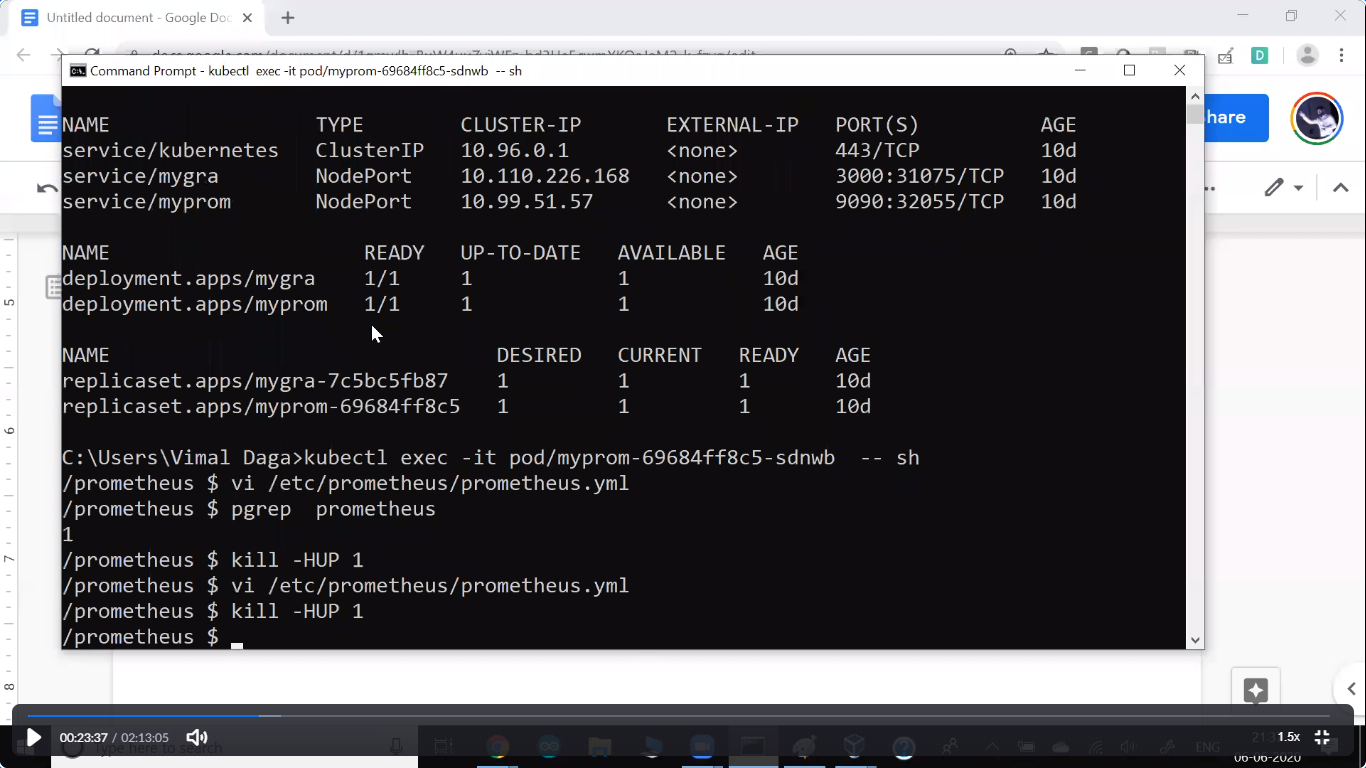 Untitled document - Google Doc
Command Prompt - kubectl  exec -it pod/myprom-69684ff8c5-sdnwb  -- sh
D
hare
NAME TYPE CLUSTER-IP EXTERNAL-IP PORT(S) AGE
service/kubernetes ClusterIP 10.96.0.1 <none> 443/TCP 10d
service/mygra NodePort 10.110.226.168 <none> 3000:31075/TCP 10d
service/myprom NodePort 10.99.51.57 <none> 9090:32055/TCP 10d
NAME READY UP-TO-DATE AVAILABLE AGE
deployment.apps/mygra 1/1 1 1 10d
deployment.apps/myprom 1/1 1 1 10d
NAME DESIRED CURRENT READY AGE
replicaset.apps/mygra-7c5bc5fb87 1 1 1 10d
replicaset.apps/myprom-69684ff8c5 1 1 1 10d
C:\Users\Vimal Daga>kubectl exec -it pod/myprom-69684ff8c5-sdnwb  -- sh
/prometheus $ vi /etc/prometheus/prometheus.yml
/prometheus $ pgrep  prometheus
1
/prometheus $ kill -HUP 1
/prometheus $ vi /etc/prometheus/prometheus.yml
/prometheus $ kill -HUP 1
/prometheus $
5
6
7
8
00:23:37 / 02:13:05
Type here to search
ENG
1.5x
06-06-2020